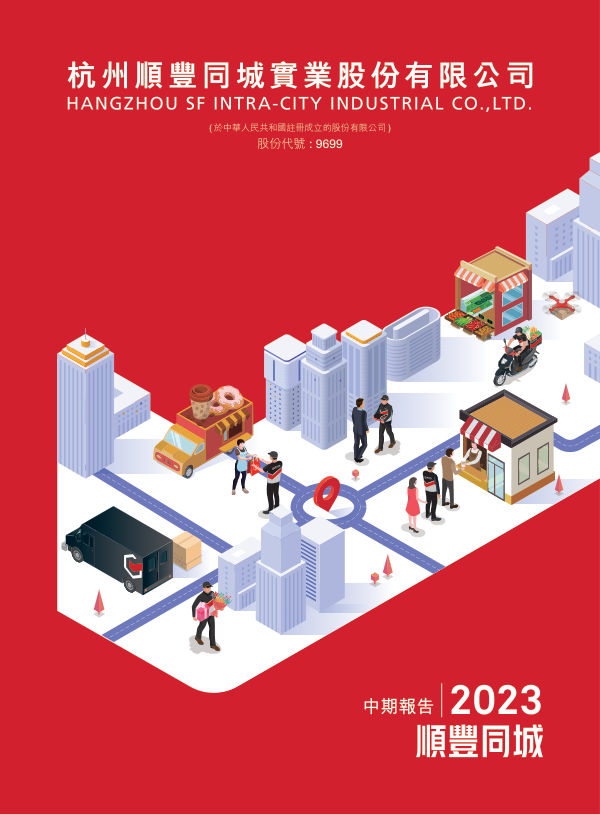 杭州順豐同城實業股份有限公司
HANGZHOU SF INTRA-CITY INDUSTRIAL CO.,LTD.
(於中華人民共和國註冊成立的股份有限公司)
股份代號 : 9699
中期報告 2023
順豐同城